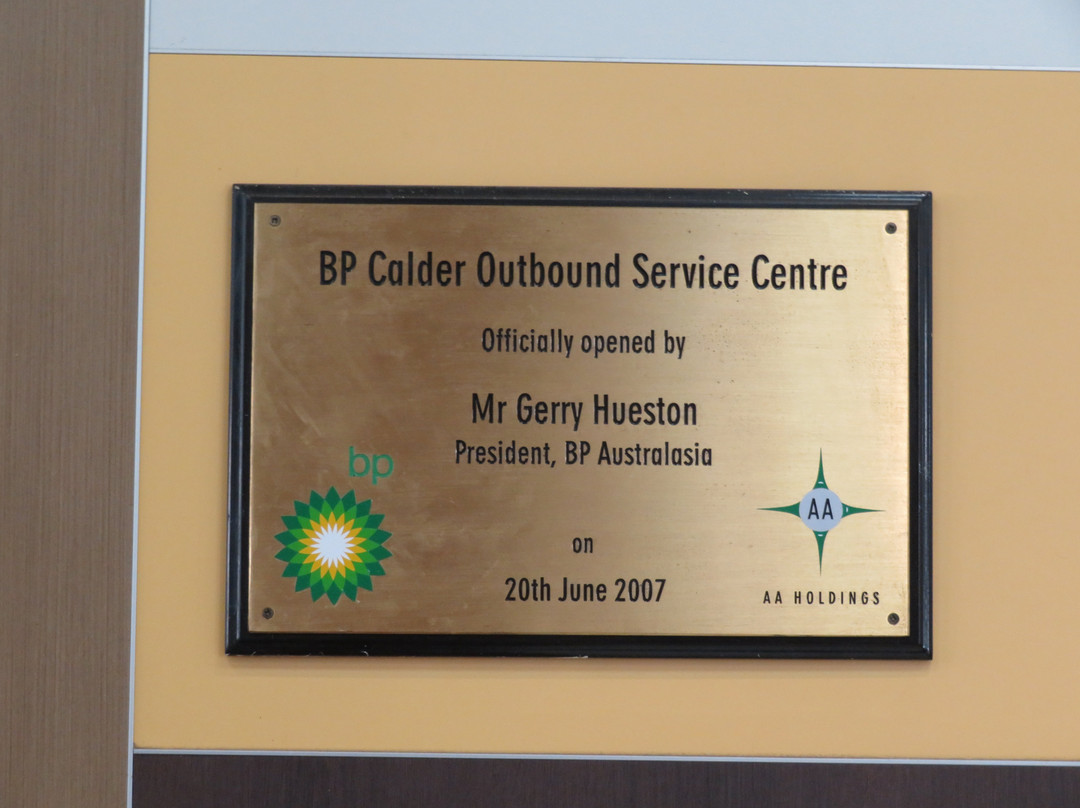 BP Calder Outbound Service Centre
Officially opened by
Mr Gerry Hueston
President, BP Australasia
bp
AA
on
20th June 2007
AA HOLDINGS